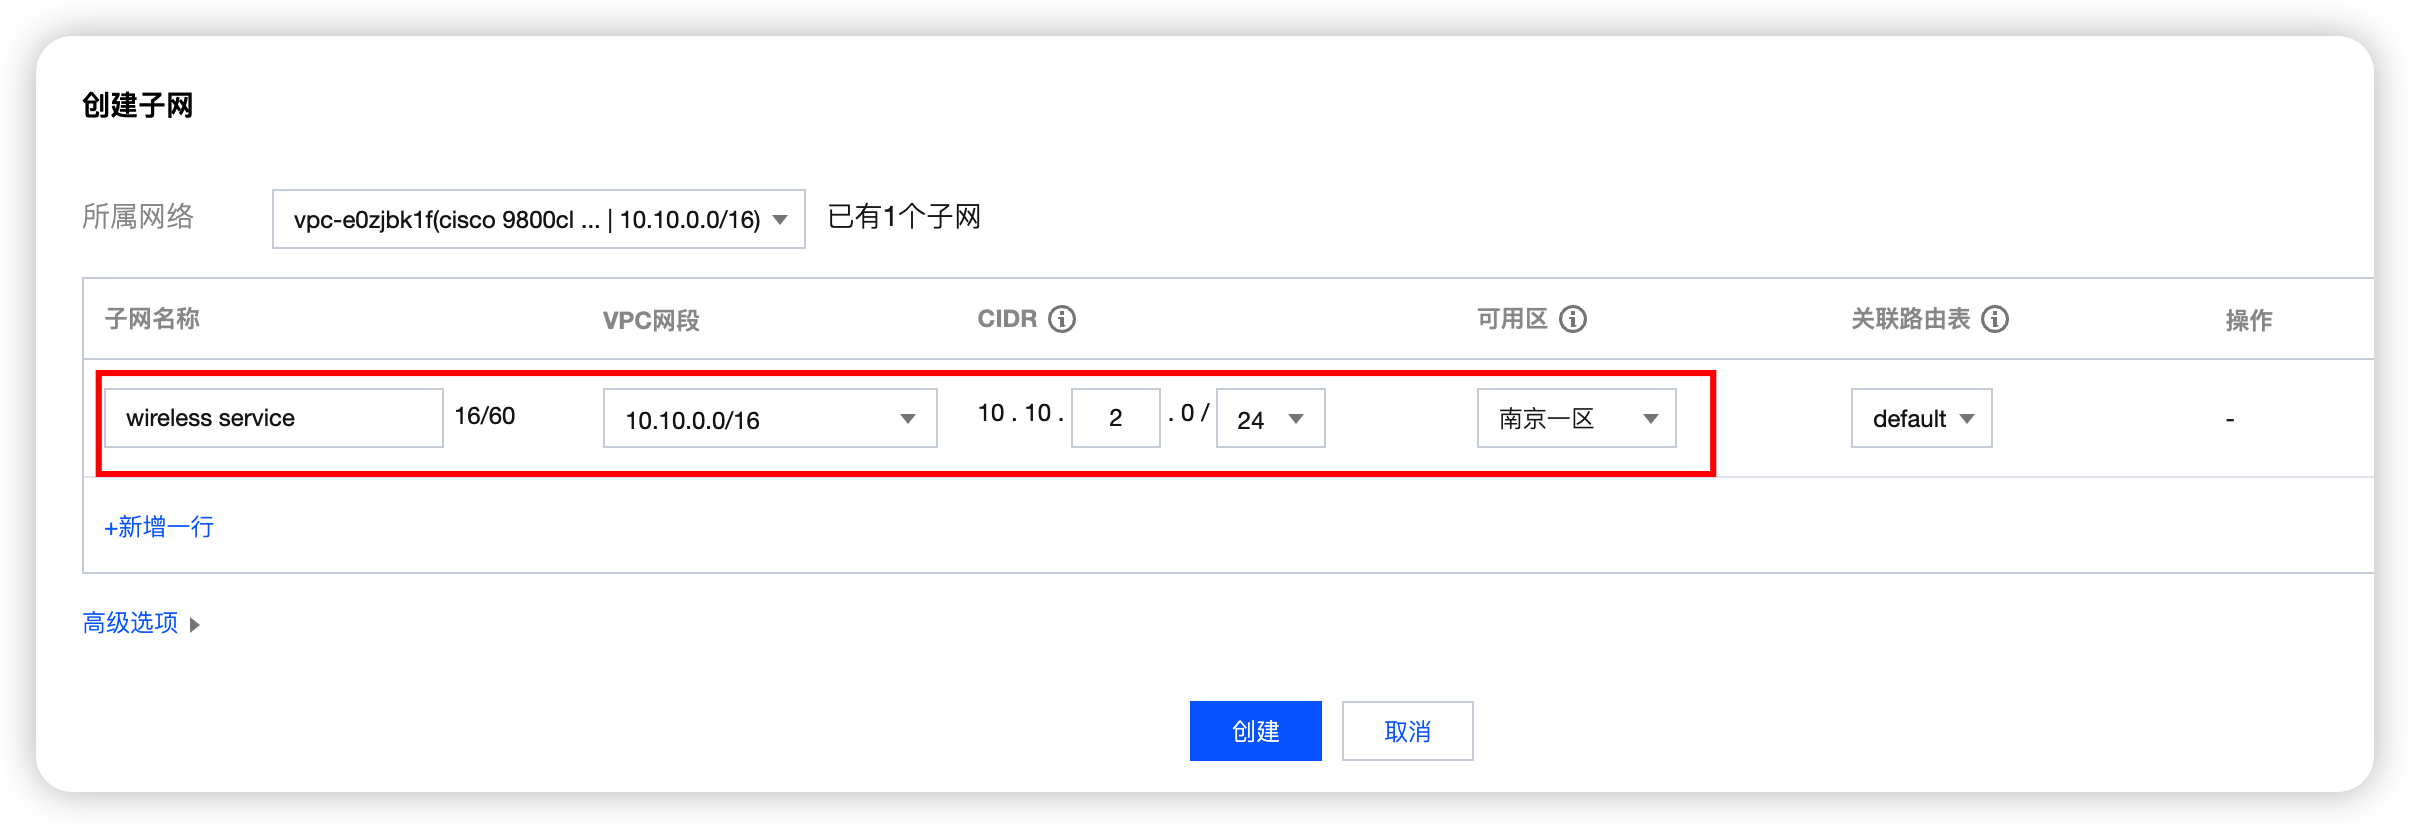 创建子网
所属网络 vpc-e0zjbk1f(cisco 9800cl ... | 10.10.0.0/16) 已有1个子网
子网名称 VPC网段 CIDR 可用区 关联路由表 操作
wireless service 16/60 10.10.0.0/16 10 . 10 . 2 . 0 / 24 南京一区 default -
+新增一行
高级选项
创建 取消